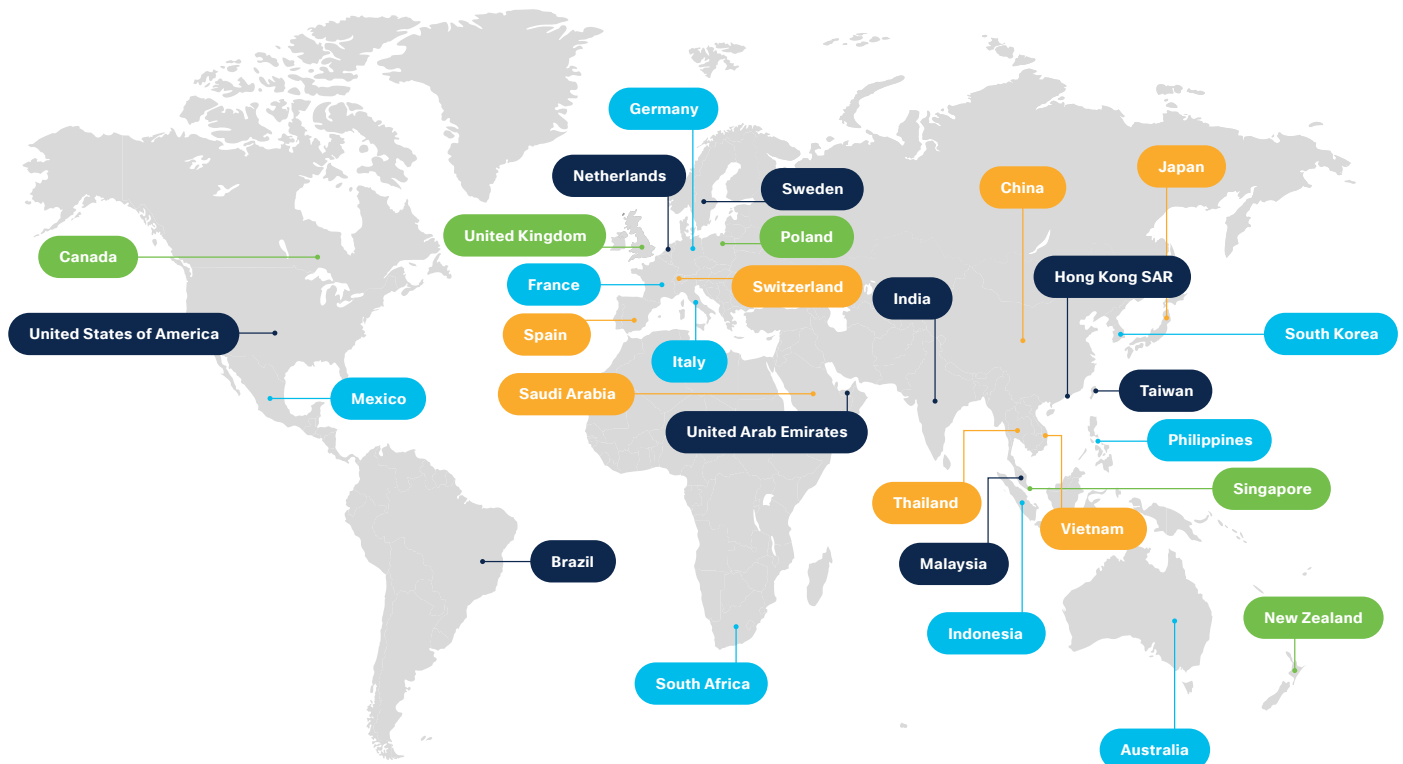 Germany
Netherlands
Sweden
Japan
China
United Kingdom
Poland
Canada
Hong Kong SAR
France
Switzerland
India
United States of America
Spain
South Korea
Italy
Taiwan
Mexico
Saudi Arabia
United Arab Emirates
Philippines
Singapore
Thailand
Vietnam
Brazil
Malaysia
New Zealand
Indonesia
South Africa
Australia